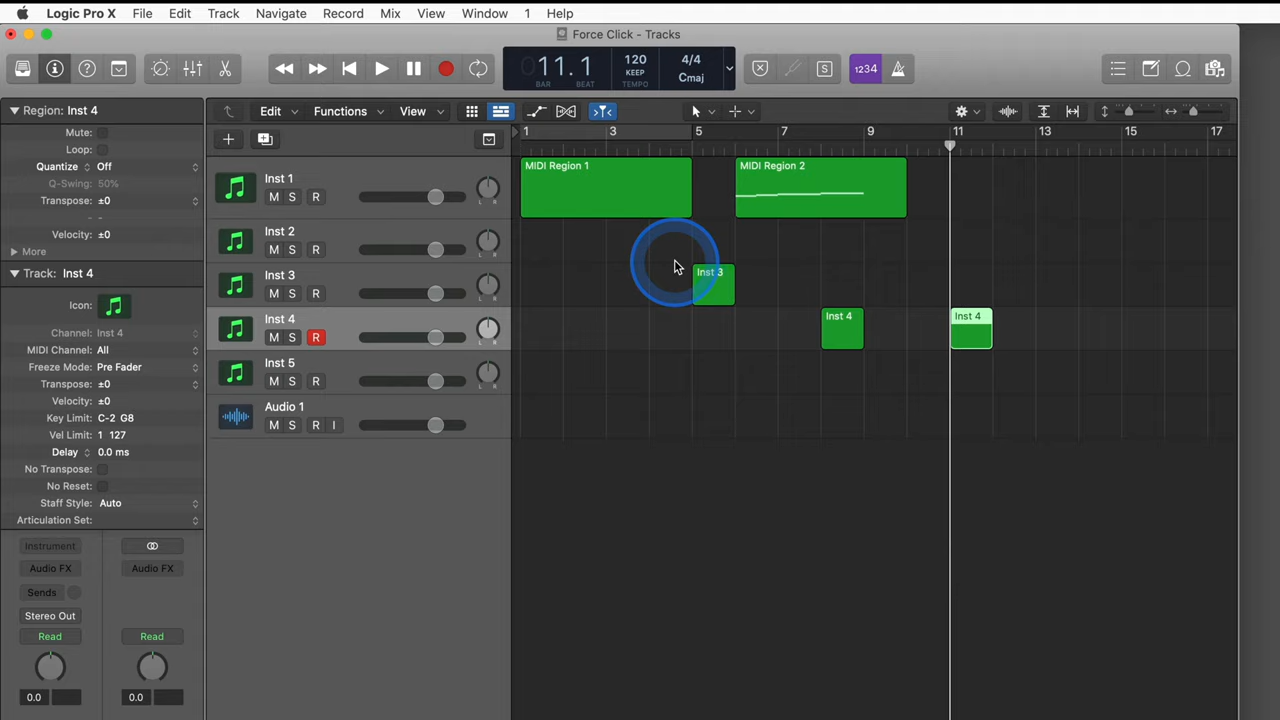 Logic Pro X File Edit Track Navigate Record Mix View Window 1 Help
Force Click - Tracks
011.1 120 4/4
KEEP Cmaj
BAR BEAT TEMPO
1234
S
Region: Inst 4
Mute:
Loop:
Quantize Off
Q-Swing: 50%
Transpose: ±0
- -
Velocity: ±0
More
Track: Inst 4
Icon:
Channel: Inst 4
MIDI Channel: All
Freeze Mode: Pre Fader
Transpose: ±0
Velocity: ±0
Key Limit: C-2 G8
Vel Limit: 1 127
Delay 0.0 ms
No Transpose:
No Reset:
Staff Style: Auto
Articulation Set:
Instrument
Audio FX Audio FX
Sends
Stereo Out
Read Read
0.0 0.0
Edit Functions View
1 3 5 7 9 11 13 15 17
Inst 1
M S R
L R
Inst 2
M S R
L R
Inst 3
M S R
L R
Inst 4
M S R
L R
Inst 5
M S R
L R
Audio 1
M S R I
MIDI Region 1 MIDI Region 2
Inst 3
Inst 4 Inst 4